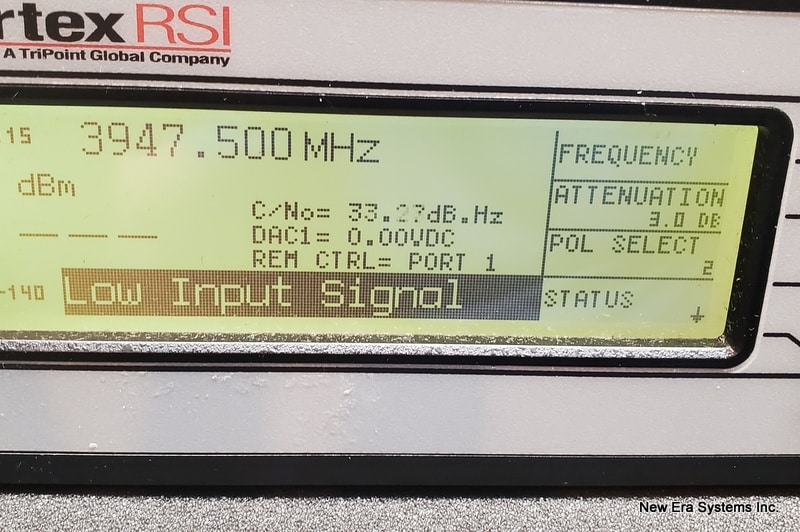 rtex RSI
A TriPoint Global Company
.15
3947.500 MHz
dBm
---
-140
C/No= 33.27dB.Hz
DAC1= 0.00VDC
REM CTRL= PORT 1
Low Input Signal
FREQUENCY
ATTENUATION
3.0 DB
POL SELECT
2
STATUS
New Era Systems Inc.